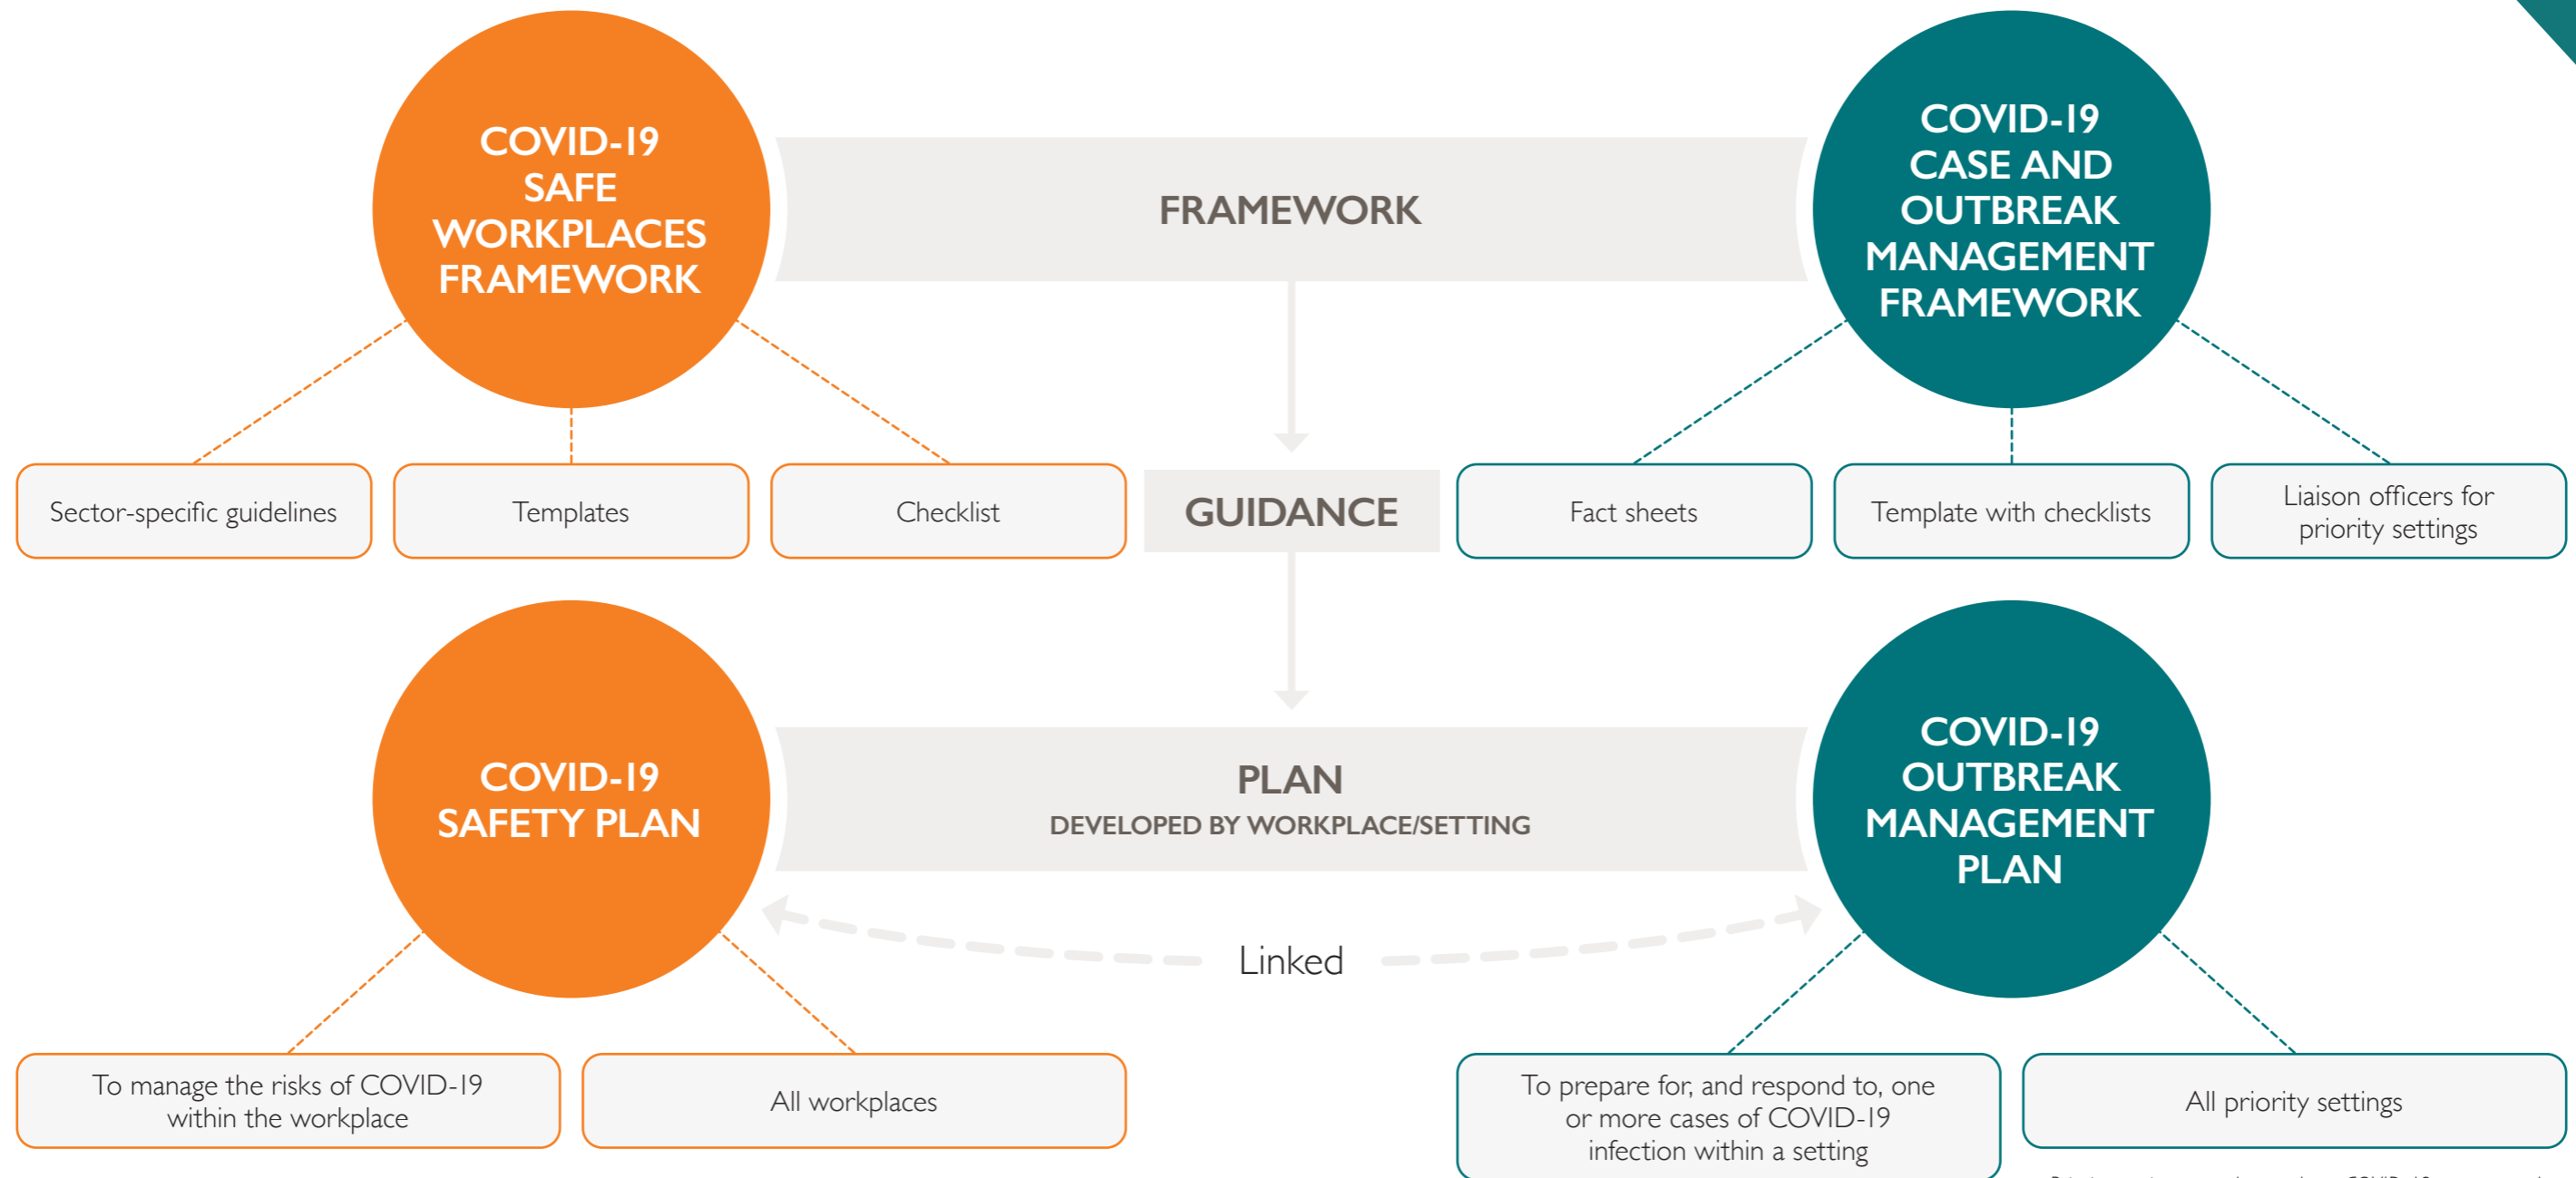 COVID-19
SAFE
WORKPLACES
FRAMEWORK
FRAMEWORK
COVID-19
CASE AND
OUTBREAK
MANAGEMENT
FRAMEWORK
Sector-specific guidelines
Templates
Checklist
GUIDANCE
Fact sheets
Template with checklists
Liaison officers for
priority settings
COVID-19
SAFETY PLAN
PLAN
DEVELOPED BY WORKPLACE/SETTING
COVID-19
OUTBREAK
MANAGEMENT
PLAN
Linked
To manage the risks of COVID-19
within the workplace
All workplaces
To prepare for, and respond to, one
or more cases of COVID-19
infection within a setting
All priority settings